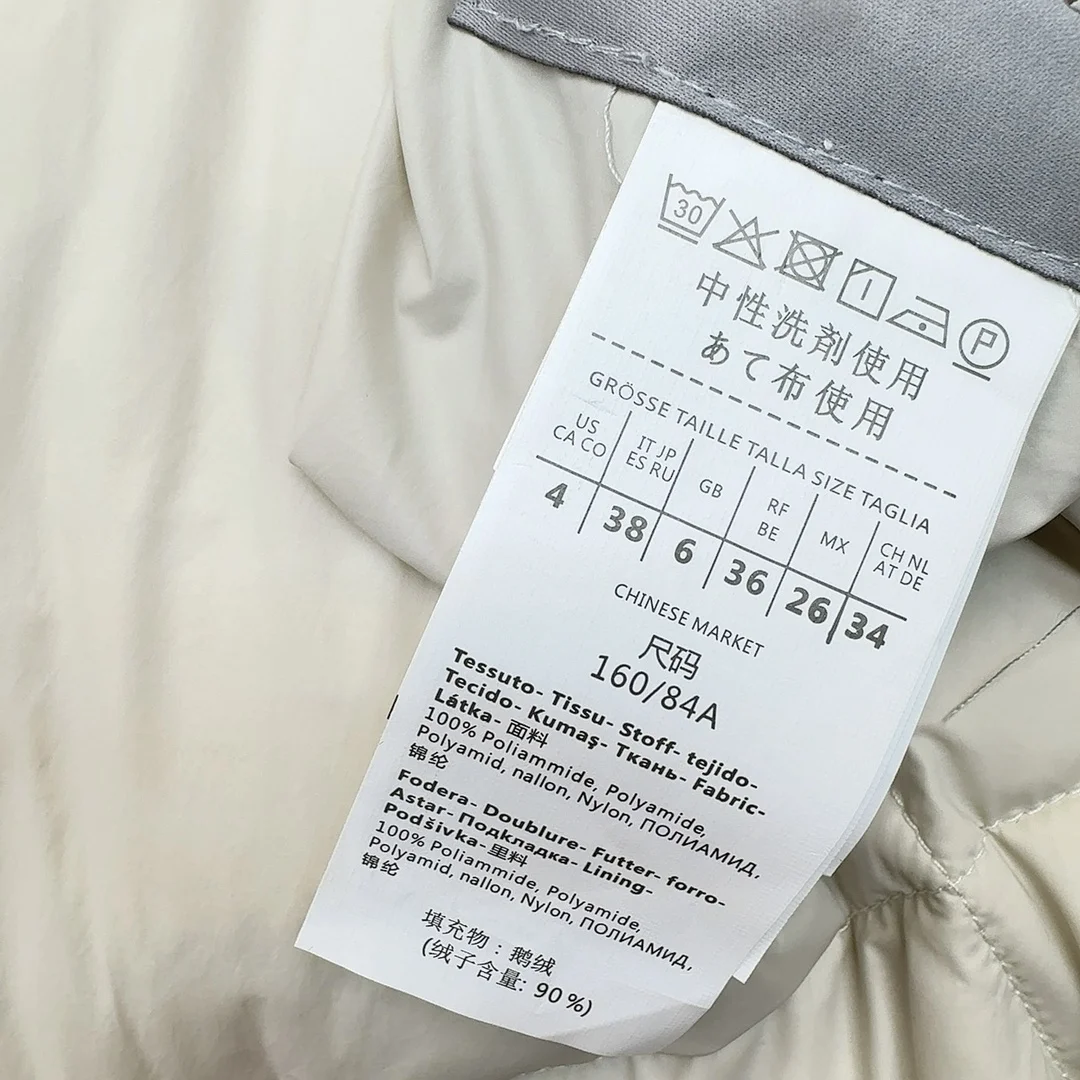 30
P
中性洗剤使用
あて布使用
GRÖSSE TAILLE TALLA SIZE TAGLIA
US CA CO
IT JP ES RU
GB
RF BE
MX
CH NL AT DE
4 38 6 36 26 34
CHINESE MARKET
尺码
160/84A
Tessuto- Tissu- Stoff- tejido-
Tecido- Kumaş- Ткань- Fabric-
Látka- 面料
100% Poliammide, Polyamide,
Polyamid, nallon, Nylon, ПОЛИАМИД,
锦纶
Fodera- Doublure- Futter- forro-
Astar- Подкладка- Lining-
Podšivka- 里料
100% Poliammide, Polyamide,
Polyamid, nallon, Nylon, ПОЛИАМИД,
锦纶
填充物：鹅绒
(绒子含量: 90%)